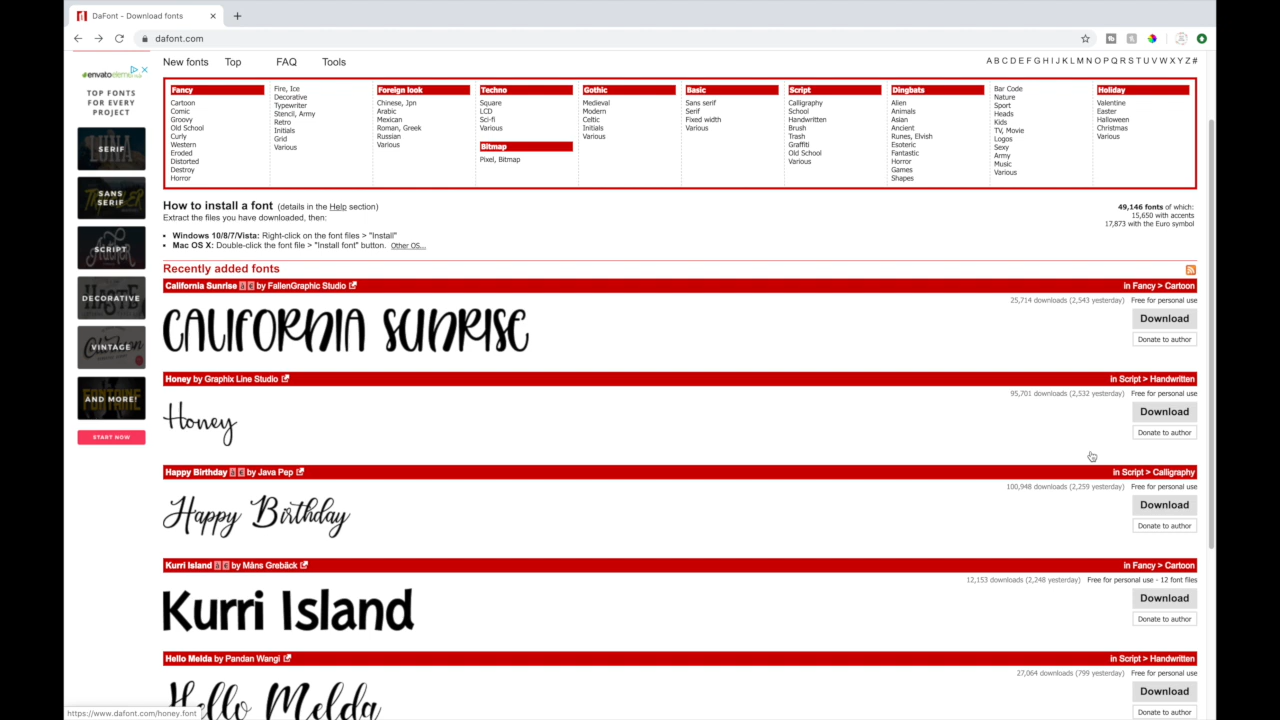 DaFont - Download fonts
dafont.com
New fonts Top FAQ Tools
A B C D E F G H I J K L M N O P Q R S T U V W X Y Z #
TOP FONTS
FOR EVERY
PROJECT
SERIF
SANS
SERIF
SCRIPT
DECORATIVE
VINTAGE
AND MORE!
START NOW
Fancy
Cartoon
Comic
Groovy
Old School
Curly
Western
Eroded
Distorted
Destroy
Horror
Fire, Ice
Decorative
Typewriter
Stencil, Army
Retro
Initials
Grid
Various
Foreign look
Chinese, Jpn
Arabic
Mexican
Roman, Greek
Russian
Various
Techno
Square
LCD
Sci-fi
Various
Bitmap
Pixel, Bitmap
Gothic
Medieval
Modern
Celtic
Initials
Various
Basic
Sans serif
Serif
Fixed width
Various
Script
Calligraphy
School
Handwritten
Brush
Trash
Graffiti
Old School
Various
Dingbats
Alien
Animals
Asian
Ancient
Runes, Elvish
Esoteric
Fantastic
Horror
Games
Shapes
Bar Code
Nature
Sport
Heads
Kids
TV, Movie
Logos
Sexy
Army
Music
Various
Holiday
Valentine
Easter
Halloween
Christmas
Various
How to install a font (details in the Help section)
Extract the files you have downloaded, then:
• Windows 10/8/7/Vista: Right-click on the font files > "Install"
• Mac OS X: Double-click the font file > "Install font" button. Other OS...
49,146 fonts of which:
15,650 with accents
17,873 with the Euro symbol
Recently added fonts
California Sunrise à € by FallenGraphic Studio in Fancy > Cartoon
25,714 downloads (2,543 yesterday) Free for personal use
CALIFORNIA SUNRISE
Download
Donate to author
Honey by Graphix Line Studio in Script > Handwritten
95,701 downloads (2,532 yesterday) Free for personal use
Honey
Download
Donate to author
Happy Birthday à € by Java Pep in Script > Calligraphy
100,948 downloads (2,259 yesterday) Free for personal use
Happy Birthday
Download
Donate to author
Kurri Island à € by Måns Grebäck in Fancy > Cartoon
12,153 downloads (2,248 yesterday) Free for personal use - 12 font files
Kurri Island
Download
Donate to author
Hello Melda by Pandan Wangi in Script > Handwritten
27,064 downloads (799 yesterday) Free for personal use
Hello Melda
Download
Donate to author
https://www.dafont.com/honey.font